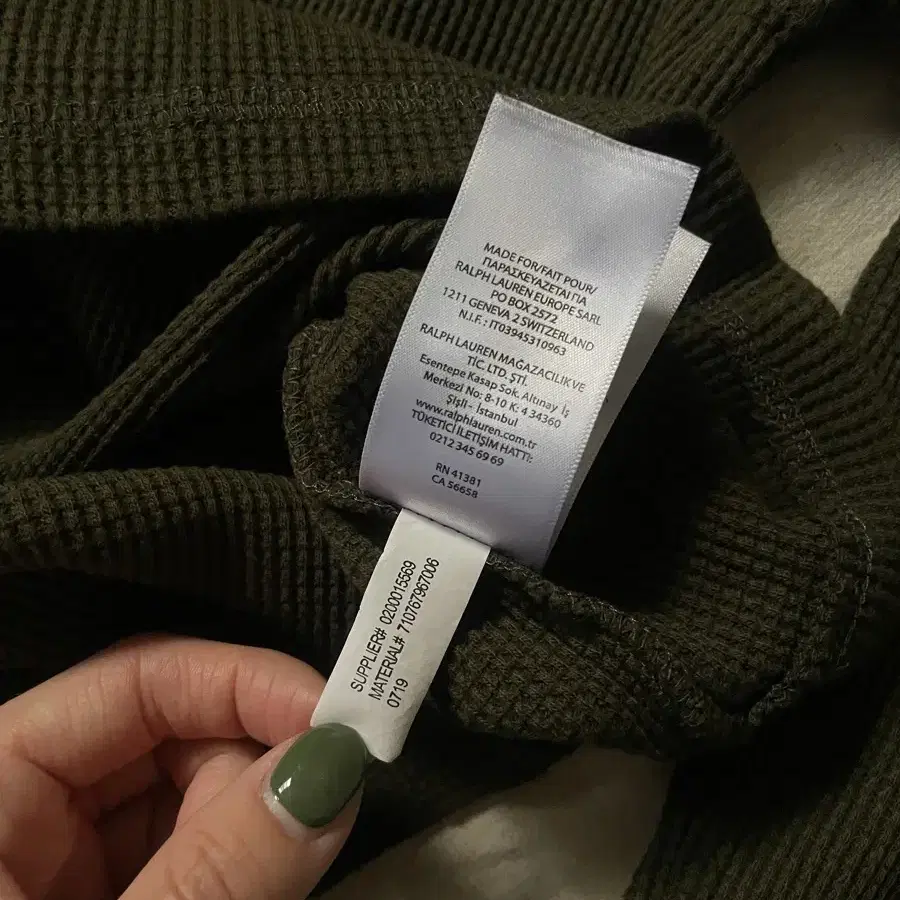 MADE FOR/FAIT POUR/
ΠΑΡΑΣΚΕΥΑΖΕΤΑΙ ΓΙΑ
RALPH LAUREN EUROPE SARL
PO BOX 2572
1211 GENEVA 2 SWITZERLAND
N.I.F. : IT03945310963
RALPH LAUREN MAĞAZACILIK VE
TİC. LTD. ŞTİ.
Esentepe Kasap Sok. Altınay İş
Merkezi No: 8-10 K: 4 34360
Şişli - İstanbul
www.ralphlauren.com.tr
TÜKETİCİ İLETİŞİM HATTI:
0212 345 69 69
RN 41381
CA 56658
SUPPLIER# 0200015569
MATERIAL# 710767967006
0719